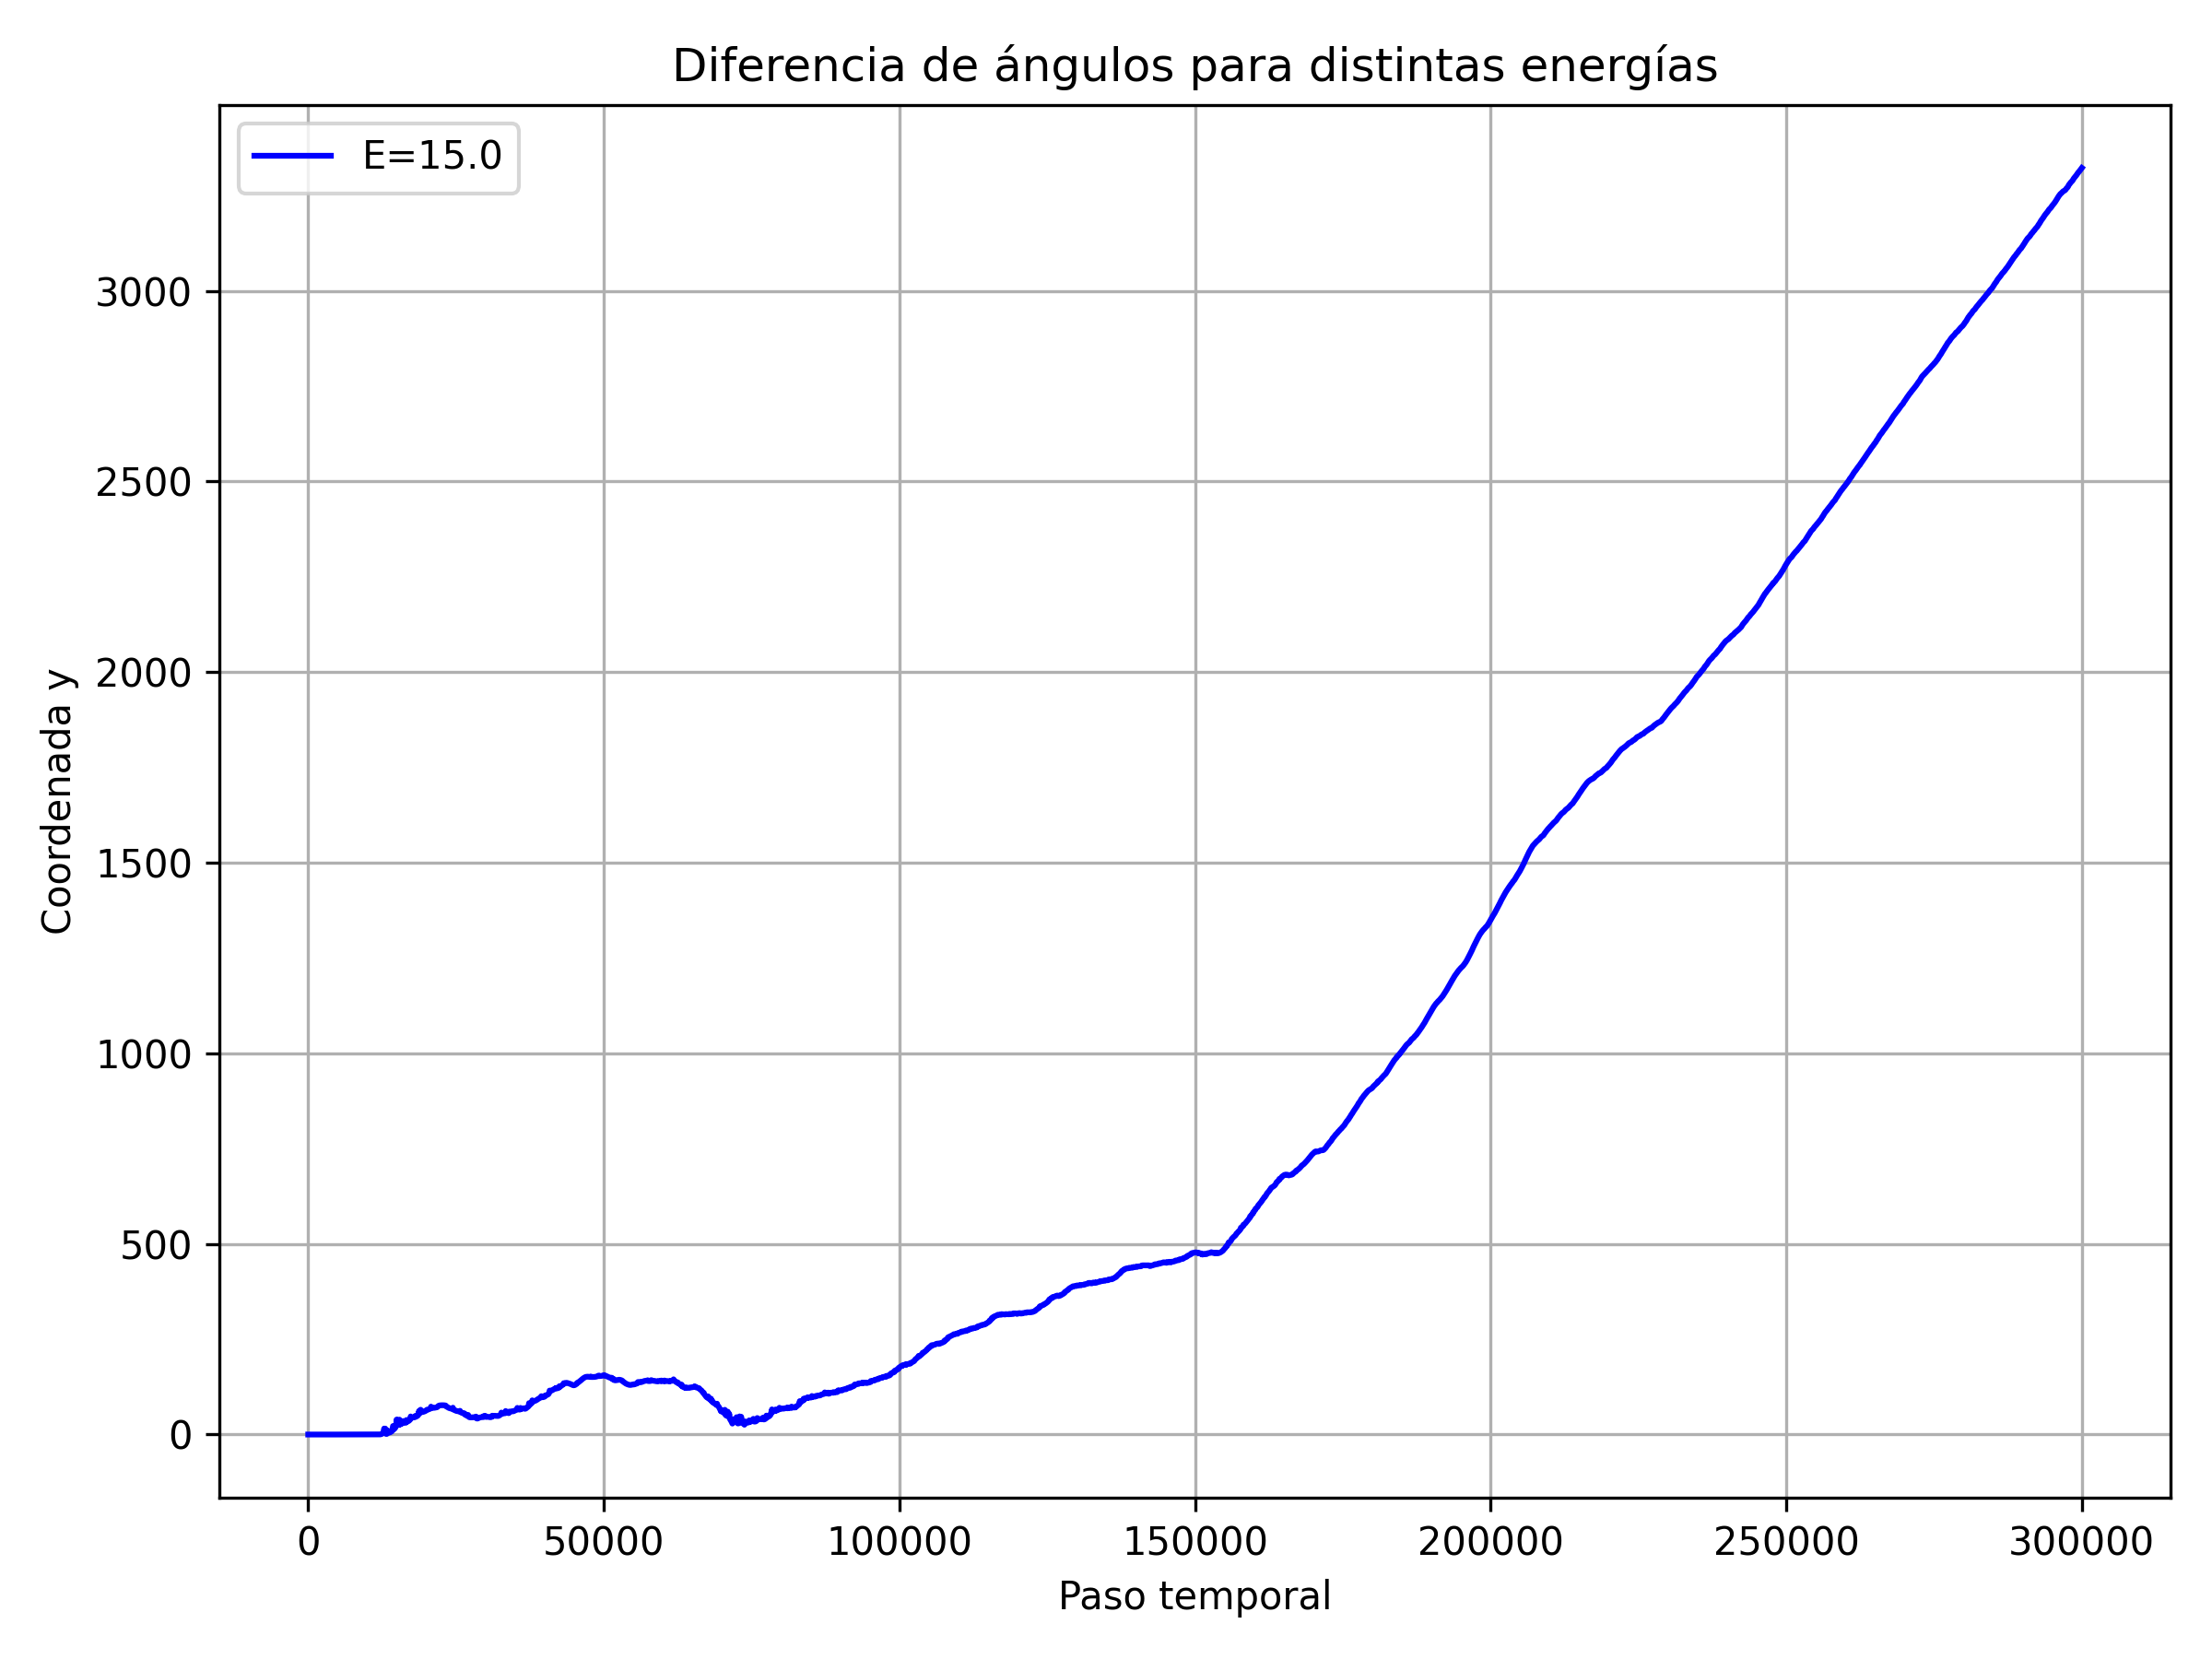 Diferencia de ángulos para distintas energías
E=15.0
Coordenada y
3000
2500
2000
1500
1000
500
0
0 50000 100000 150000 200000 250000 300000
Paso temporal